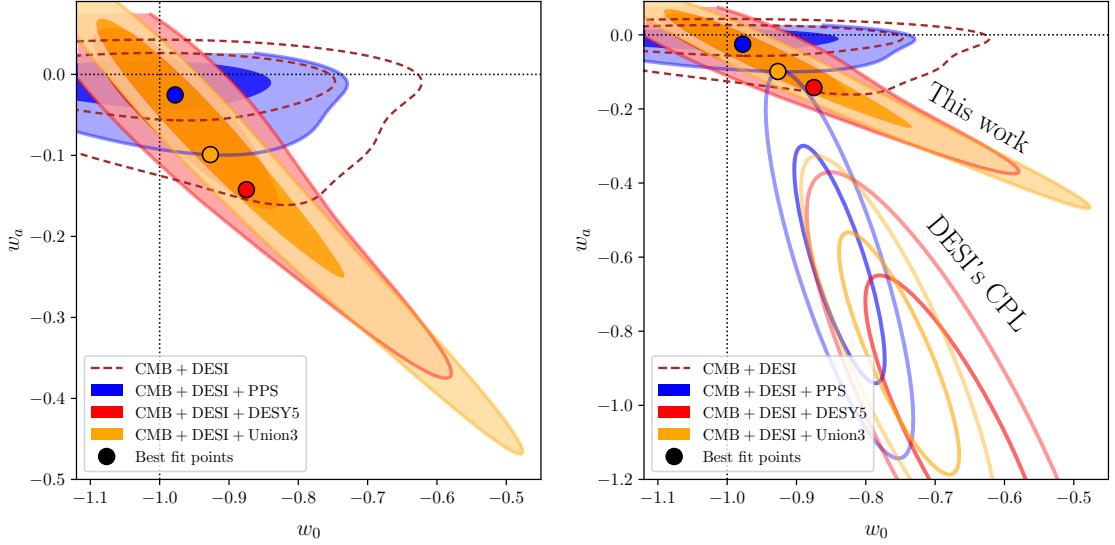 0.0
−0.1
−0.2
−0.3
−0.4
−0.5
w_a
−1.1
−1.0
−0.9
−0.8
−0.7
−0.6
−0.5
w_0
CMB + DESI
CMB + DESI + PPS
CMB + DESI + DESY5
CMB + DESI + Union3
Best fit points
0.0
−0.2
−0.4
−0.6
−0.8
−1.0
−1.2
w_a
−1.1
−1.0
−0.9
−0.8
−0.7
−0.6
−0.5
w_0
This work
DESI's CPL
CMB + DESI
CMB + DESI + PPS
CMB + DESI + DESY5
CMB + DESI + Union3
Best fit points